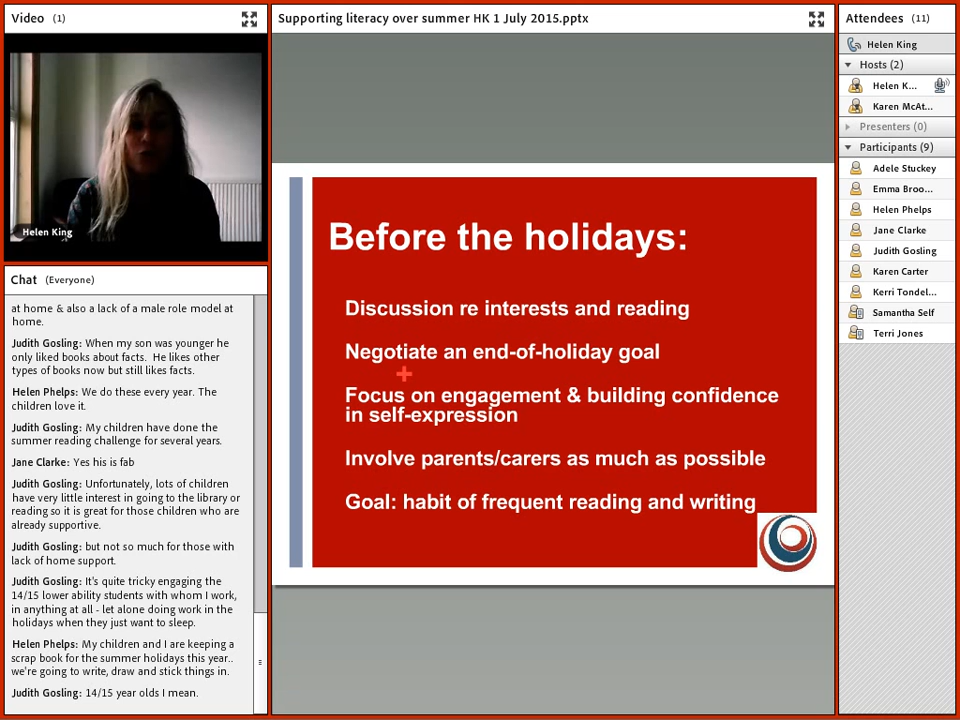 Video (1)
Helen King
Chat (Everyone)
at home & also a lack of a male role model at
home.
Judith Gosling: When my son was younger he
only liked books about facts. He likes other
types of books now but still likes facts.
Helen Phelps: We do these every year. The
children love it.
Judith Gosling: My children have done the
summer reading challenge for several years.
Jane Clarke: Yes his is fab
Judith Gosling: Unfortunately, lots of children
have very little interest in going to the library or
reading so it is great for those children who are
already supportive.
Judith Gosling: but not so much for those with
lack of home support.
Judith Gosling: It's quite tricky engaging the
14/15 lower ability students with whom I work,
in anything at all - let alone doing work in the
holidays when they just want to sleep.
Helen Phelps: My children and I are keeping a
scrap book for the summer holidays this year..
we're going to write, draw and stick things in.
Judith Gosling: 14/15 year olds I mean.
Supporting literacy over summer HK 1 July 2015.pptx
Before the holidays:
Discussion re interests and reading
Negotiate an end-of-holiday goal
Focus on engagement & building confidence
in self-expression
Involve parents/carers as much as possible
Goal: habit of frequent reading and writing
Attendees (11)
Helen King
Hosts (2)
Helen K...
Karen McAt...
Presenters (0)
Participants (9)
Adele Stuckey
Emma Broo...
Helen Phelps
Jane Clarke
Judith Gosling
Karen Carter
Kerri Tondel...
Samantha Self
Terri Jones